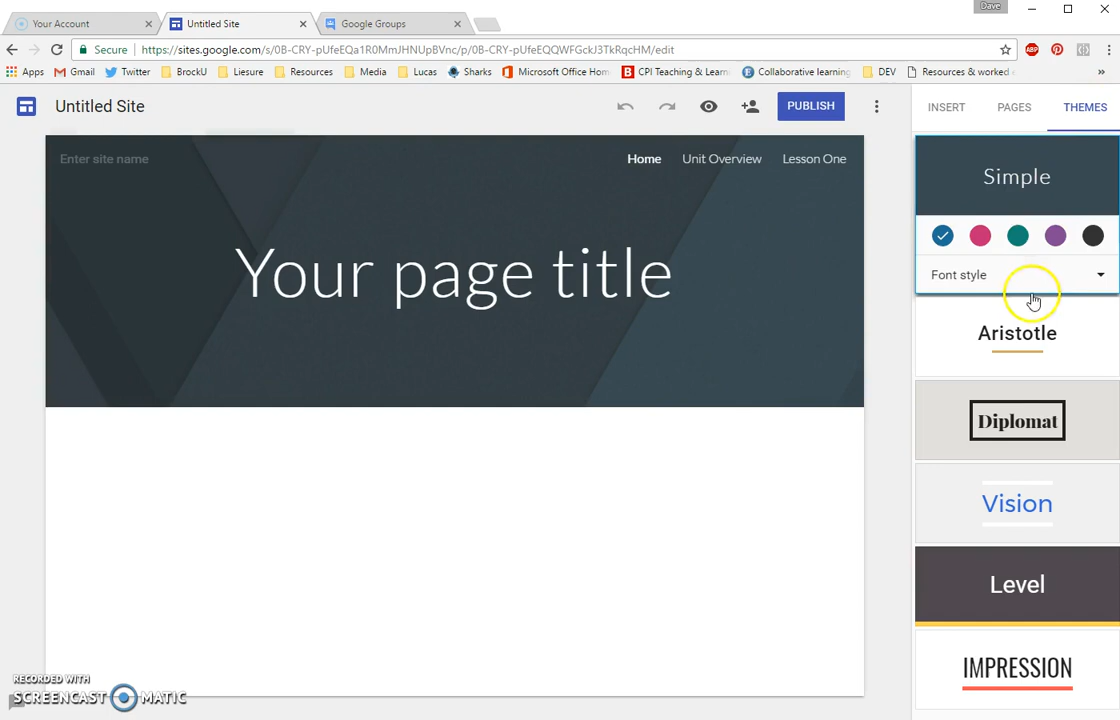 Dave
Your Account
Untitled Site
Google Groups
Secure https://sites.google.com/s/0B-CRY-pUfeEQa1R0MmJHNUpBVnc/p/0B-CRY-pUfeEQQWFGckJ3TkRqcHM/edit
ABP
Apps Gmail Twitter BrockU Liesure Resources Media Lucas Sharks Microsoft Office Hom CPI Teaching & Learn Collaborative learning DEV Resources & worked »
Untitled Site
PUBLISH
INSERT PAGES THEMES
Enter site name
Home Unit Overview Lesson One
Your page title
Simple
Font style
Aristotle
Diplomat
Vision
Level
IMPRESSION
RECORDED WITH
SCREENCAST MATIC